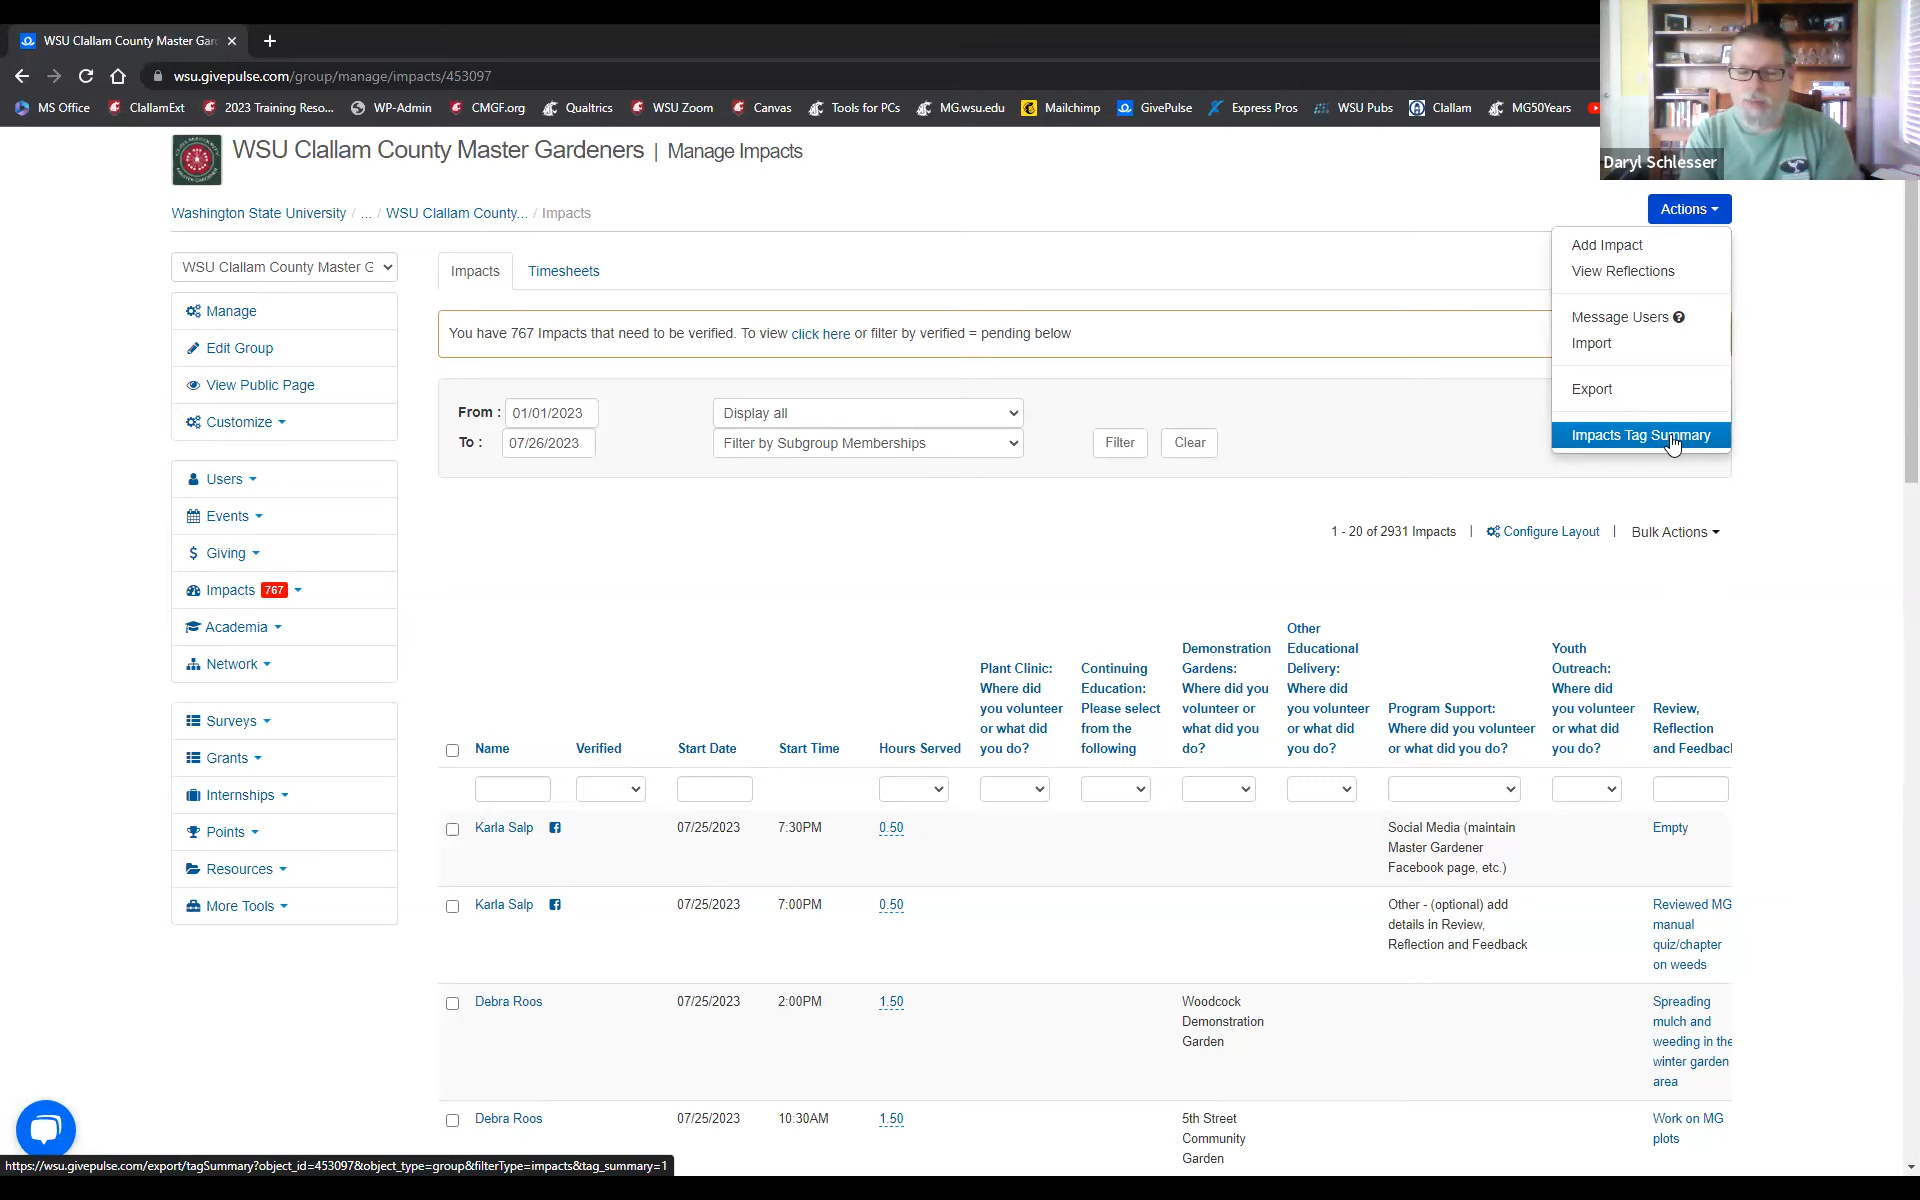 WSU Clallam County Master Gar
wsu.givepulse.com/group/manage/impacts/453097
MS Office ClallamExt 2023 Training Reso... WP-Admin CMGF.org Qualtrics WSU Zoom Canvas Tools for PCs MG.wsu.edu Mailchimp GivePulse Express Pros WSU Pubs Clallam MG50Years
Daryl Schlesser
WSU Clallam County Master Gardeners | Manage Impacts
Washington State University / ... / WSU Clallam County... / Impacts
Actions
Add Impact
View Reflections
Message Users
Import
Export
Impacts Tag Summary
WSU Clallam County Master G
Manage
Edit Group
View Public Page
Customize
Users
Events
Giving
Impacts 767
Academia
Network
Surveys
Grants
Internships
Points
Resources
More Tools
Impacts Timesheets
You have 767 Impacts that need to be verified. To view click here or filter by verified = pending below
From : 01/01/2023 Display all
To : 07/26/2023 Filter by Subgroup Memberships Filter Clear
1 - 20 of 2931 Impacts | Configure Layout | Bulk Actions
Name
Verified
Start Date
Start Time
Hours Served
Plant Clinic:
Where did
you volunteer
or what did
you do?
Continuing
Education:
Please select
from the
following
Demonstration
Gardens:
Where did you
volunteer or
what did you
do?
Other
Educational
Delivery:
Where did
you volunteer
or what did
you do?
Program Support:
Where did you volunteer
or what did you do?
Youth
Outreach:
Where did
you volunteer
or what did
you do?
Review,
Reflection
and Feedbac
Karla Salp 07/25/2023 7:30PM 0.50
Social Media (maintain
Master Gardener
Facebook page, etc.)
Empty
Karla Salp 07/25/2023 7:00PM 0.50
Other - (optional) add
details in Review,
Reflection and Feedback
Reviewed MG
manual
quiz/chapter
on weeds
Debra Roos 07/25/2023 2:00PM 1.50
Woodcock
Demonstration
Garden
Spreading
mulch and
weeding in the
winter garden
area
Debra Roos 07/25/2023 10:30AM 1.50
5th Street
Community
Garden
Work on MG
plots
https://wsu.givepulse.com/export/tagSummary?object_id=453097&object_type=group&filterType=impacts&tag_summary=1